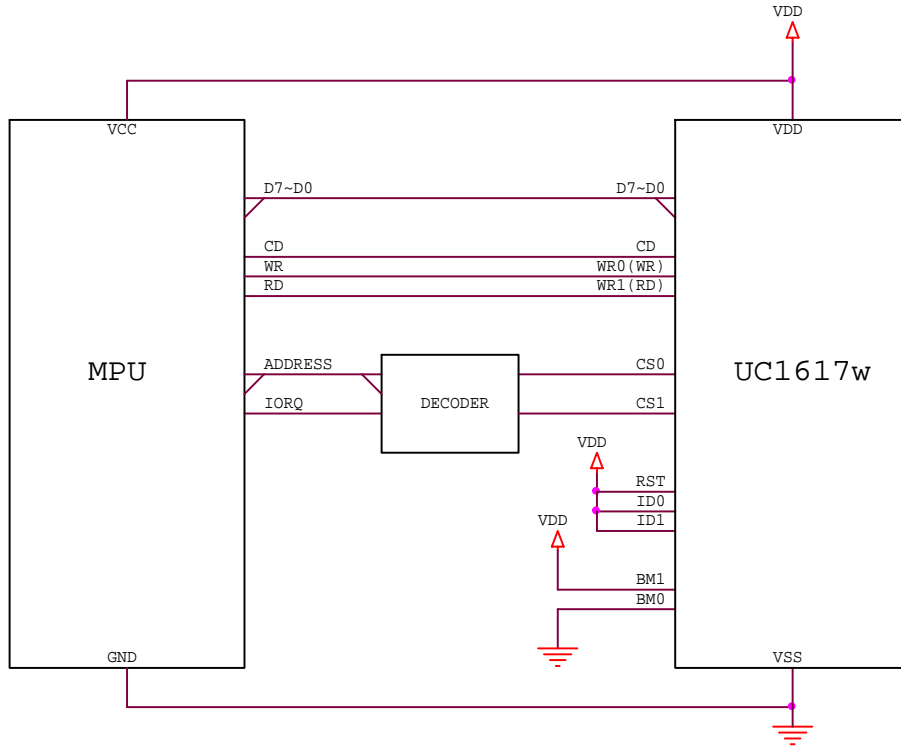 VDD
VCC VDD
D7~D0 D7~D0
CD CD
WR WR0(WR)
RD WR1(RD)
ADDRESS CS0
MPU UC1617w
IORQ DECODER CS1
VDD
RST
ID0
VDD ID1
BM1
BM0
GND VSS